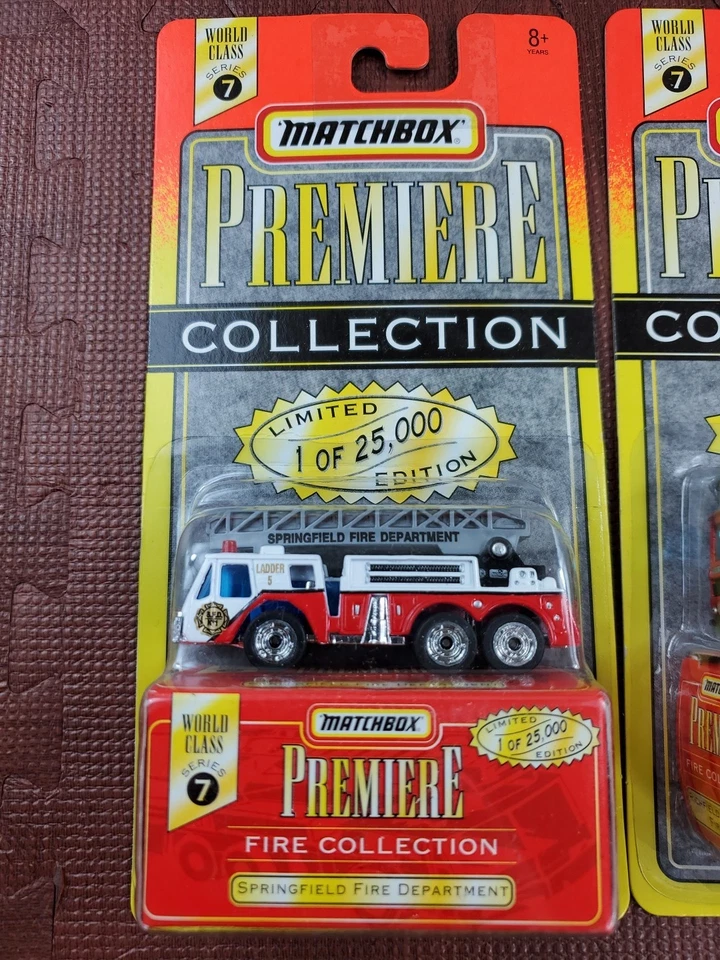 WORLD
CLASS
SERIES
7
8+
YEARS
'MATCHBOX'
PREMIERE
COLLECTION
LIMITED
1 OF 25,000
EDITION
SPRINGFIELD FIRE DEPARTMENT
LADDER
5
WORLD
CLASS
SERIES
7
MATCHBOX
PREMIERE
LIMITED
1 OF 25,000
EDITION
FIRE COLLECTION
SPRINGFIELD FIRE DEPARTMENT
WORLD
CLASS
SERIES
7
P
CO